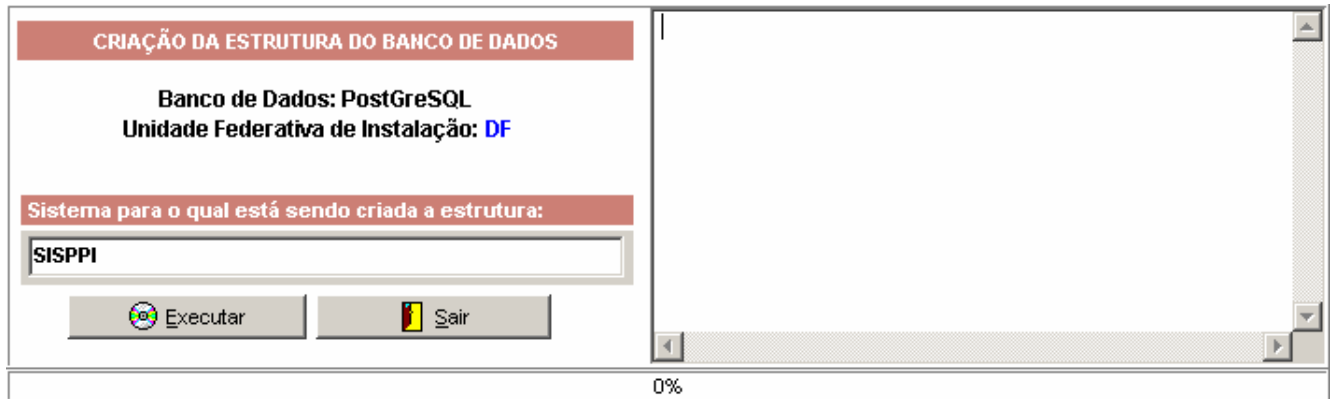 CRIAÇÃO DA ESTRUTURA DO BANCO DE DADOS
Banco de Dados: PostGreSQL
Unidade Federativa de Instalação: DF
Sistema para o qual está sendo criada a estrutura:
SISPPI
Executar
Sair
0%